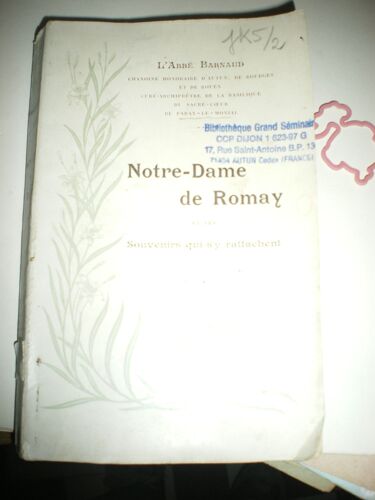 JK5/2
L'Abbé Barnaud
CHANOINE HONORAIRE D'AUTUN, DE BOURGES
ET DE ROUEN
CURÉ-ARCHIPRÊTRE DE LA BASILIQUE
DU SACRÉ-CŒUR
DE PARAY-LE-MONIAL
Bibliothèque Grand Séminaire
CCP DIJON 1 623-97 G
17, Rue Saint-Antoine B.P. 13
71404 AUTUN Cedex (FRANCE)
Notre-Dame
de Romay
ET LES
Souvenirs qui s'y rattachent